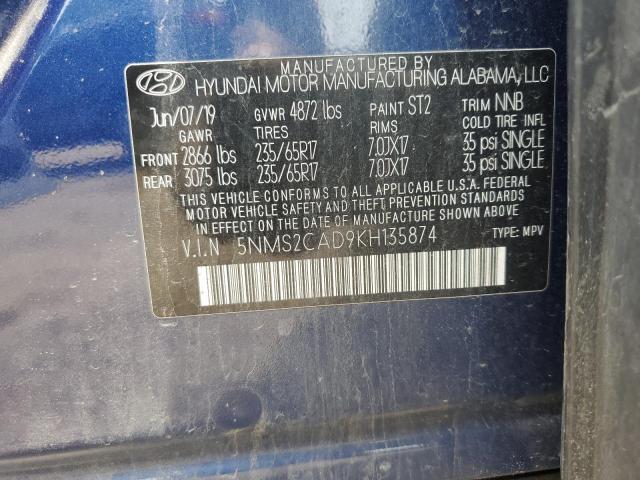 MANUFACTURED BY
HYUNDAI MOTOR MANUFACTURING ALABAMA, LLC
Jun/07/19 GVWR 4872 lbs PAINT ST2 TRIM NNB
GAWR TIRES RIMS COLD TIRE INFL
FRONT 2866 lbs 235/65R17 7.0JX17 35 psi SINGLE
REAR 3075 lbs 235/65R17 7.0JX17 35 psi SINGLE
THIS VEHICLE CONFORMS TO ALL APPLICABLE U.S.A. FEDERAL
MOTOR VEHICLE SAFETY AND THEFT PREVENTION STANDARDS
IN EFFECT ON THE DATE OF MANUFACTURE SHOWN ABOVE.
V.I.N 5NMS2CAD9KH135874 TYPE: MPV